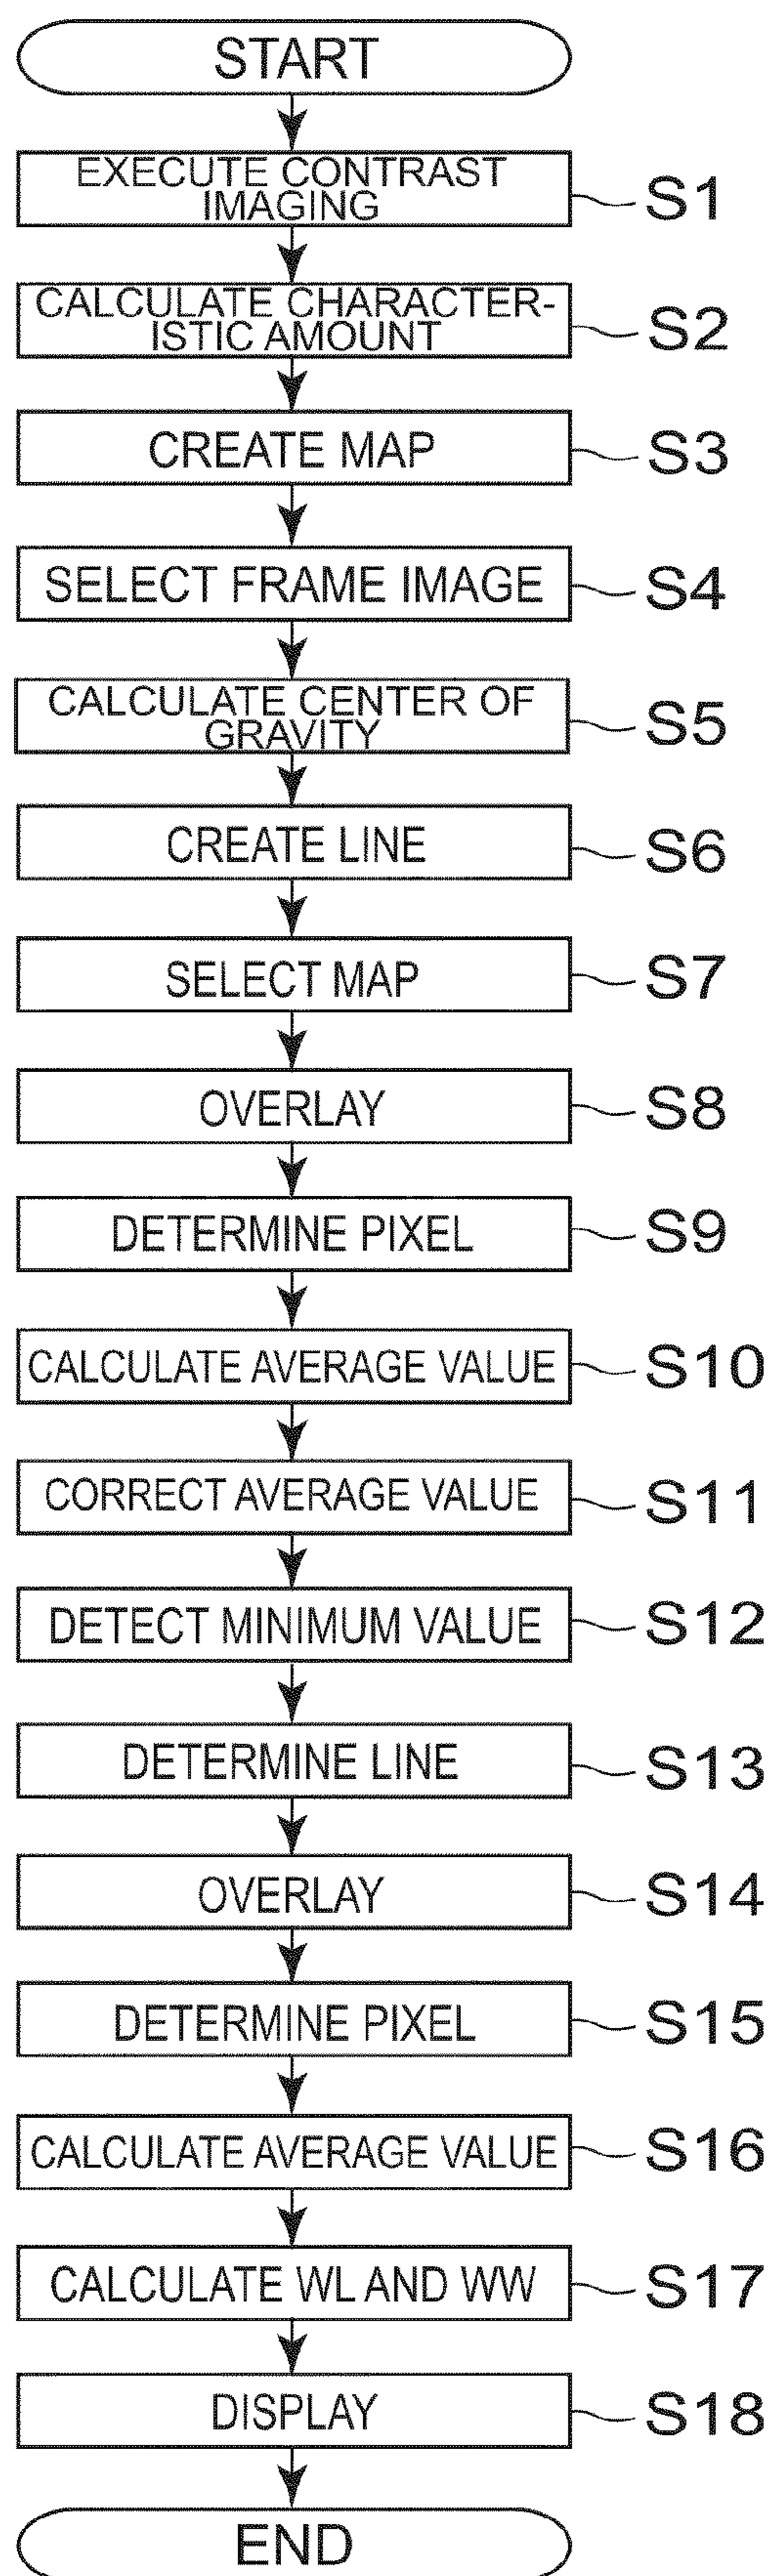 START
EXECUTE CONTRAST
IMAGING
S1
CALCULATE CHARACTER-
ISTIC AMOUNT
S2
CREATE MAP
S3
SELECT FRAME IMAGE
S4
CALCULATE CENTER OF
GRAVITY
S5
CREATE LINE
S6
SELECT MAP
S7
OVERLAY
S8
DETERMINE PIXEL
S9
CALCULATE AVERAGE VALUE
S10
CORRECT AVERAGE VALUE
S11
DETECT MINIMUM VALUE
S12
DETERMINE LINE
S13
OVERLAY
S14
DETERMINE PIXEL
S15
CALCULATE AVERAGE VALUE
S16
CALCULATE WL AND WW
S17
DISPLAY
S18
END